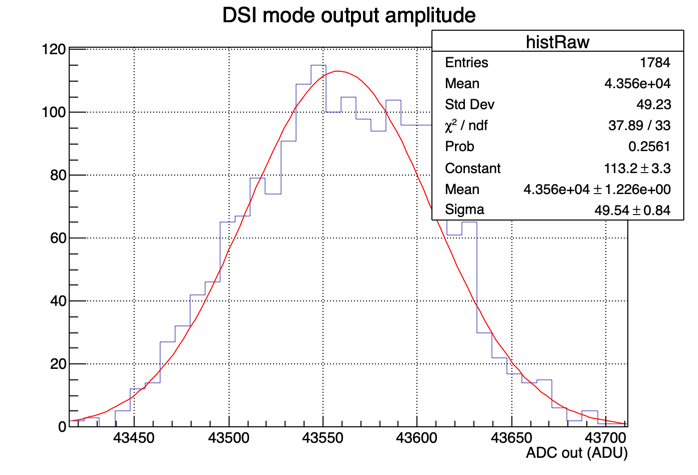 DSI mode output amplitude
histRaw
Entries 1784
Mean 4.356e+04
Std Dev 49.23
χ² / ndf 37.89 / 33
Prob 0.2561
Constant 113.2 ± 3.3
Mean 4.356e+04 ± 1.226e+00
Sigma 49.54 ± 0.84
120
100
80
60
40
20
0
43450 43500 43550 43600 43650 43700
ADC out (ADU)